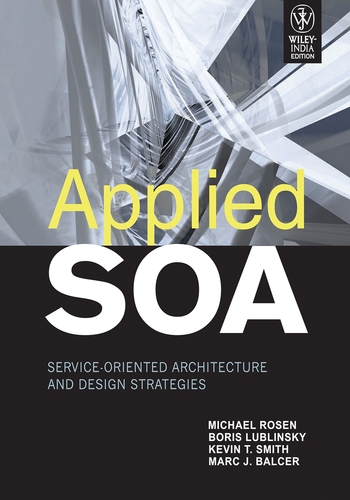 WILEY-
INDIA
EDITION
Applied
SOA
SERVICE-ORIENTED ARCHITECTURE
AND DESIGN STRATEGIES
MICHAEL ROSEN
BORIS LUBLINSKY
KEVIN T. SMITH
MARC J. BALCER